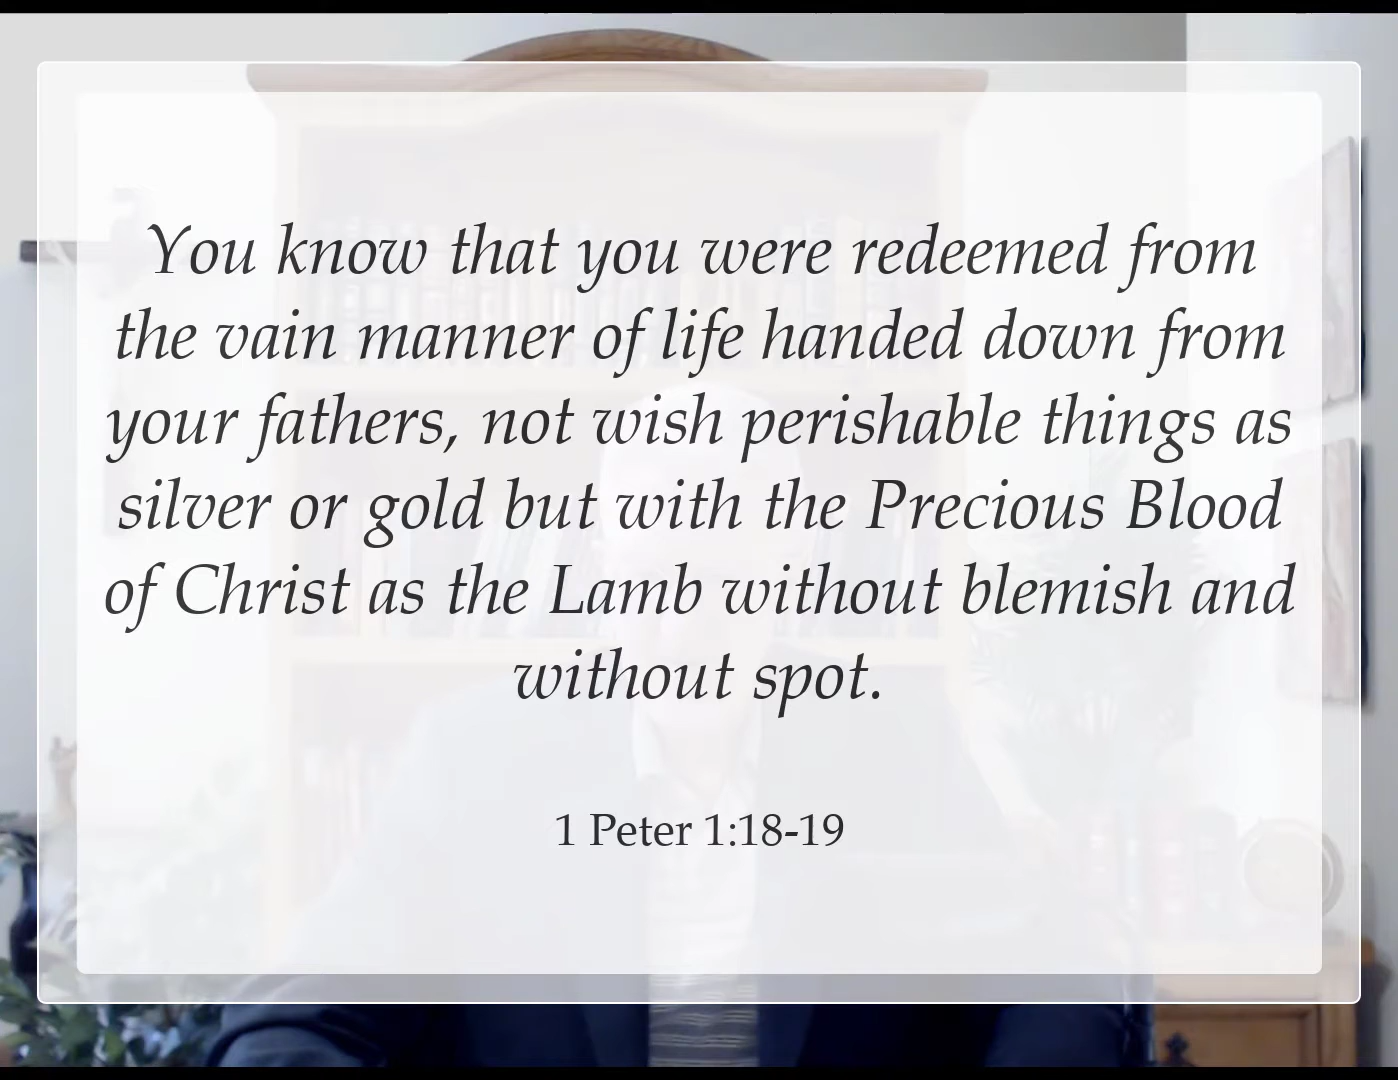 You know that you were redeemed from
the vain manner of life handed down from
your fathers, not wish perishable things as
silver or gold but with the Precious Blood
of Christ as the Lamb without blemish and
without spot.
1 Peter 1:18-19